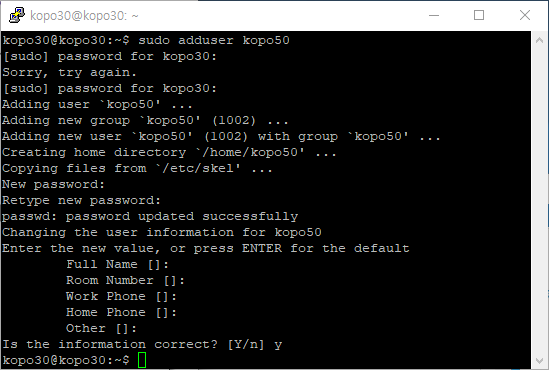 kopo30@kopo30: ~
kopo30@kopo30:~$ sudo adduser kopo50
[sudo] password for kopo30:
Sorry, try again.
[sudo] password for kopo30:
Adding user `kopo50' ...
Adding new group `kopo50' (1002) ...
Adding new user `kopo50' (1002) with group `kopo50' ...
Creating home directory `/home/kopo50' ...
Copying files from `/etc/skel' ...
New password:
Retype new password:
passwd: password updated successfully
Changing the user information for kopo50
Enter the new value, or press ENTER for the default
        Full Name []:
        Room Number []:
        Work Phone []:
        Home Phone []:
        Other []:
Is the information correct? [Y/n] y
kopo30@kopo30:~$